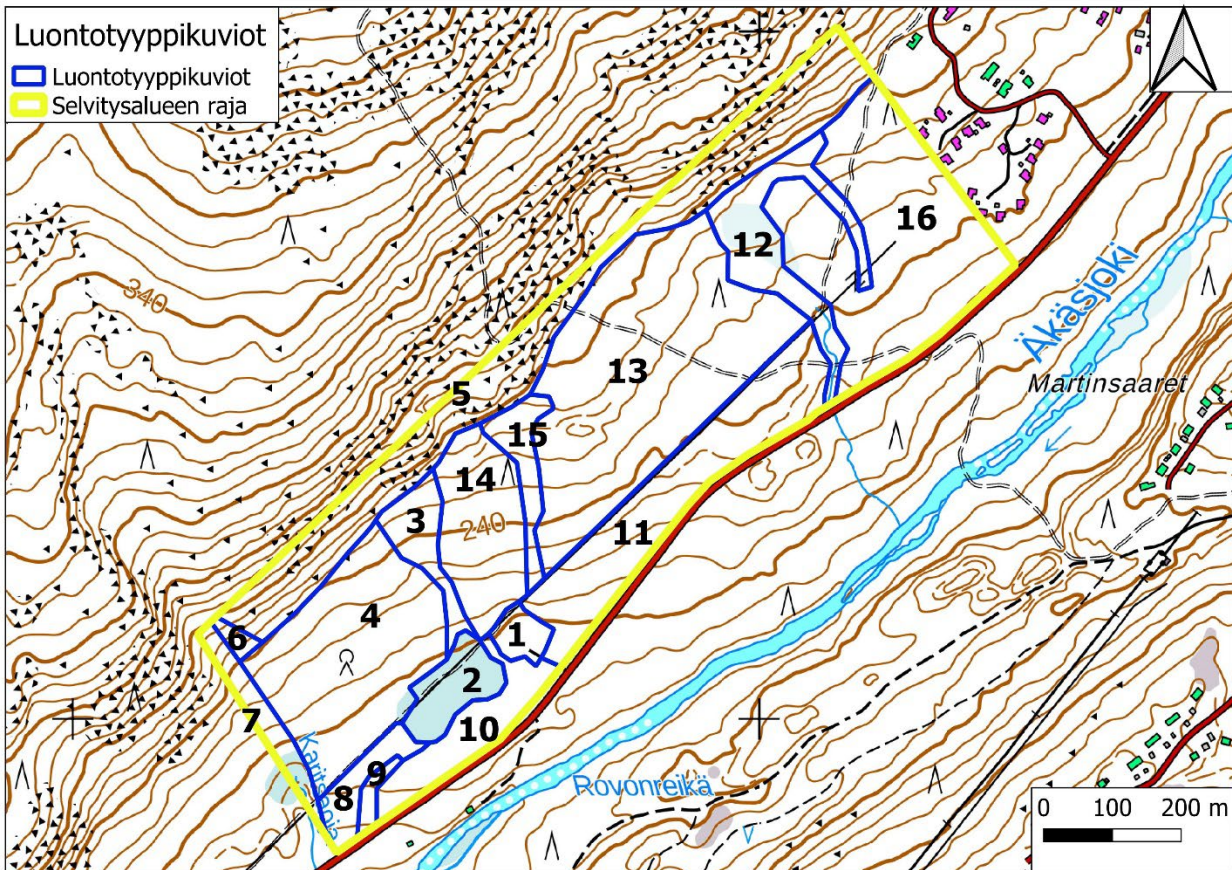 Luontotyyppikuviot
Luontotyyppikuviot
Selvitysalueen raja
340
16
12
Äkäsjoki
Martinsaaret
13
5
15
14
3
240
11
4
6
1
2
7
10
Karitsaoja
9
8
Rovonreikä
0 100 200 m